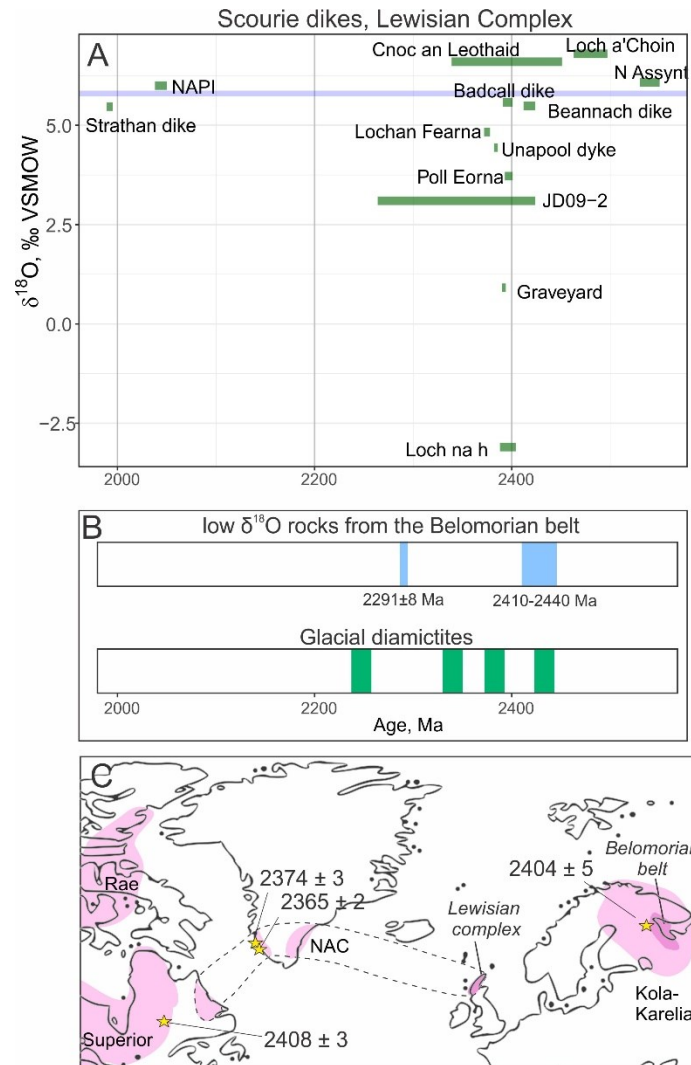 Scourie dikes, Lewisian Complex
A
Cnoc an Leothaid
Loch a'Choin
NAPI
N Assynt
Badcall dike
Strathan dike
Beannach dike
Lochan Fearna
Unapool dyke
Poll Eorna
JD09−2
Graveyard
Loch na h
5.0
2.5
0.0
−2.5
δ18O, ‰ VSMOW
2000
2200
2400
B
low δ18O rocks from the Belomorian belt
2291±8 Ma
2410-2440 Ma
Glacial diamictites
2000
2200
2400
Age, Ma
C
Rae
2374 ± 3
2365 ± 2
NAC
Lewisian
complex
2404 ± 5
Belomorian
belt
Kola-
Karelia
Superior
2408 ± 3